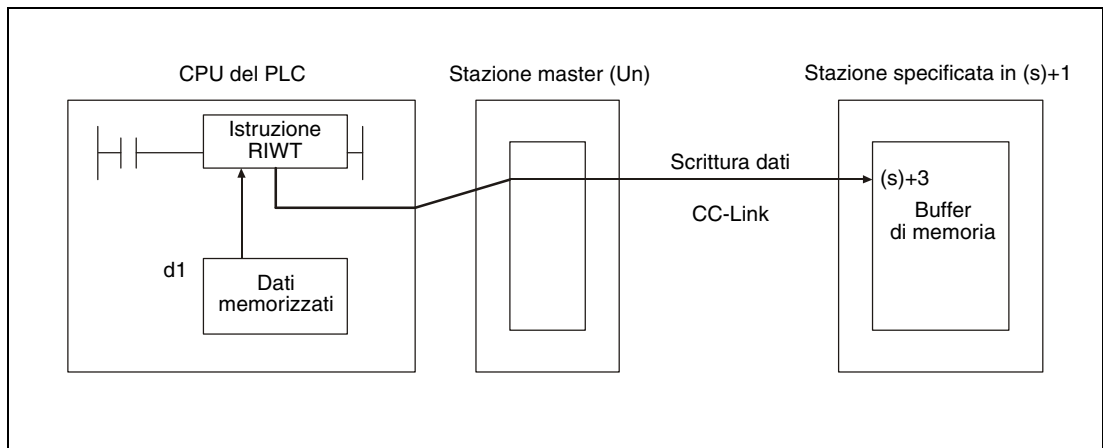 CPU del PLC
Stazione master (Un)
Stazione specificata in (s)+1
Istruzione
RIWT
Scrittura dati
CC-Link
(s)+3
Buffer
di memoria
d1
Dati
memorizzati